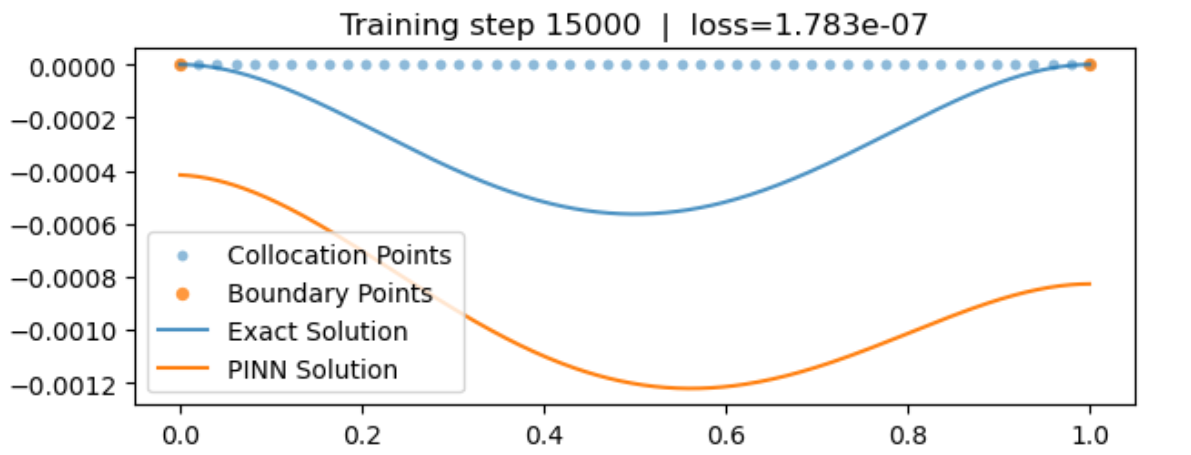 Training step 15000 | loss=1.783e-07
0.0000
−0.0002
−0.0004
−0.0006
−0.0008
−0.0010
−0.0012
Collocation Points
Boundary Points
Exact Solution
PINN Solution
0.0 0.2 0.4 0.6 0.8 1.0